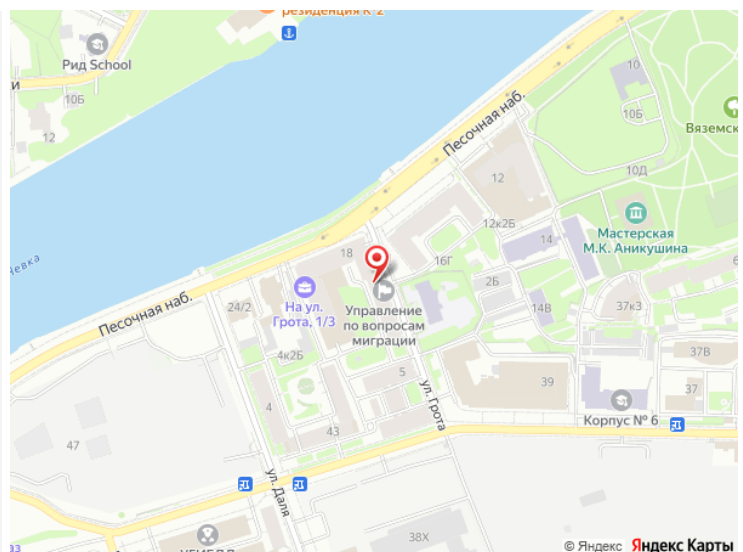 резиденция К-2
Рид School
10Б
12
Песочная наб.
10
10Б
10Д
12
12к2Б
Мастерская
М.К. Аникушина
14
16Г
2Б
14В
37к3
6
18
На ул.
Грота, 1/3
24/2
Песочная наб.
4к2Б
Управление
по вопросам
миграции
5
ул. Грота
39
37В
37
Корпус № 6
4
43
47
ул. Даля
38Х
© Яндекс Яндекс Карты